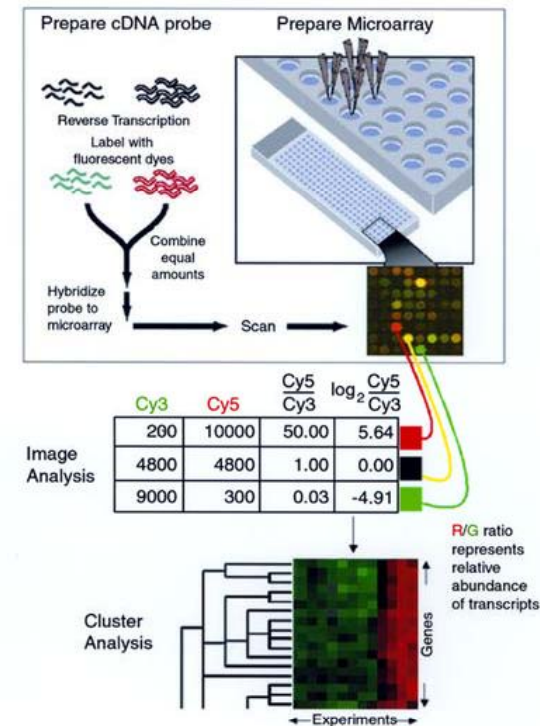 Prepare cDNA probe
Prepare Microarray
Reverse Transcription
Label with
fluorescent dyes
Combine
equal
amounts
Hybridize
probe to
microarray
Scan
Cy3 Cy5 Cy5/Cy3 log2 Cy5/Cy3
200 10000 50.00 5.64
4800 4800 1.00 0.00
9000 300 0.03 -4.91
Image
Analysis
R/G ratio
represents
relative
abundance
of transcripts
Cluster
Analysis
Genes
Experiments